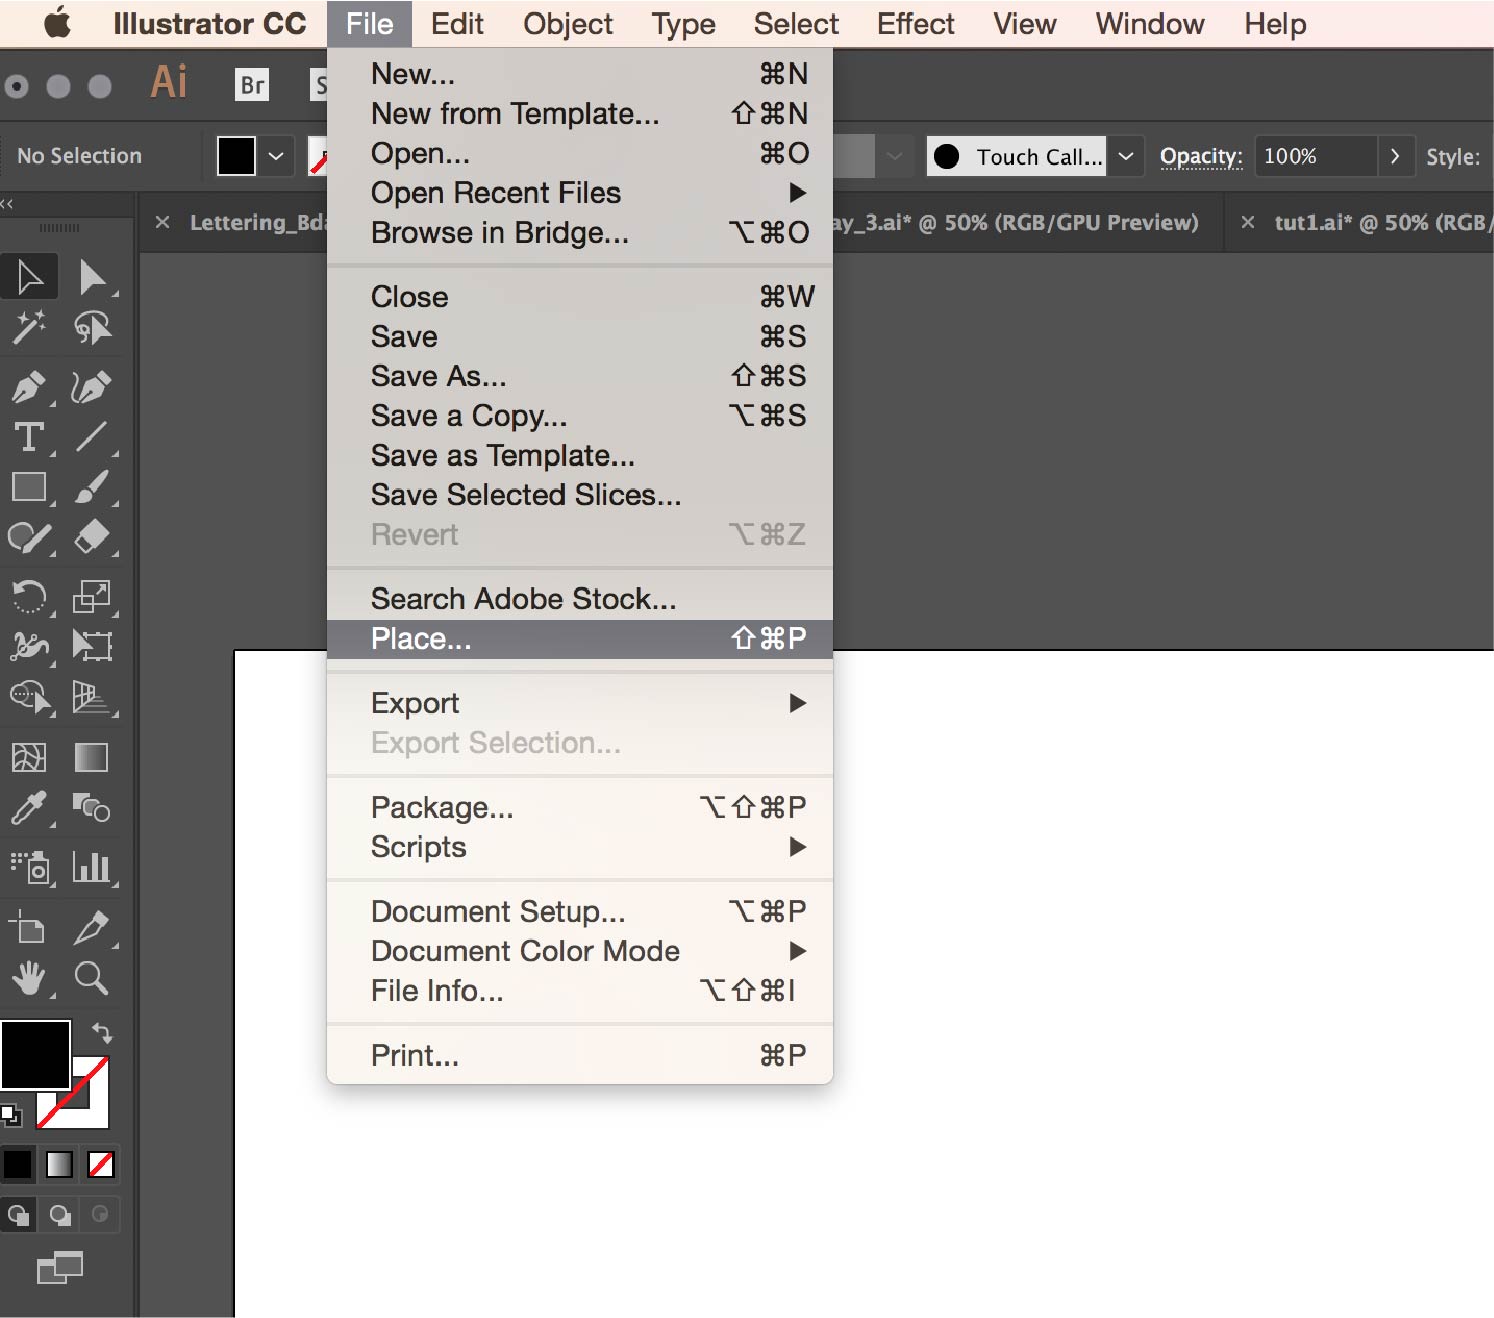 Illustrator CC File Edit Object Type Select Effect View Window Help
Ai Br
No Selection Touch Call... Opacity: 100% Style:
× Lettering_Bda ay_3.ai* @ 50% (RGB/GPU Preview) × tut1.ai* @ 50% (RGB/
New... ⌘N
New from Template... ⇧⌘N
Open... ⌘O
Open Recent Files ▶
Browse in Bridge... ⌥⌘O
Close ⌘W
Save ⌘S
Save As... ⇧⌘S
Save a Copy... ⌥⌘S
Save as Template...
Save Selected Slices...
Revert ⌥⌘Z
Search Adobe Stock...
Place... ⇧⌘P
Export ▶
Export Selection...
Package... ⌥⇧⌘P
Scripts ▶
Document Setup... ⌥⌘P
Document Color Mode ▶
File Info... ⌥⇧⌘I
Print... ⌘P